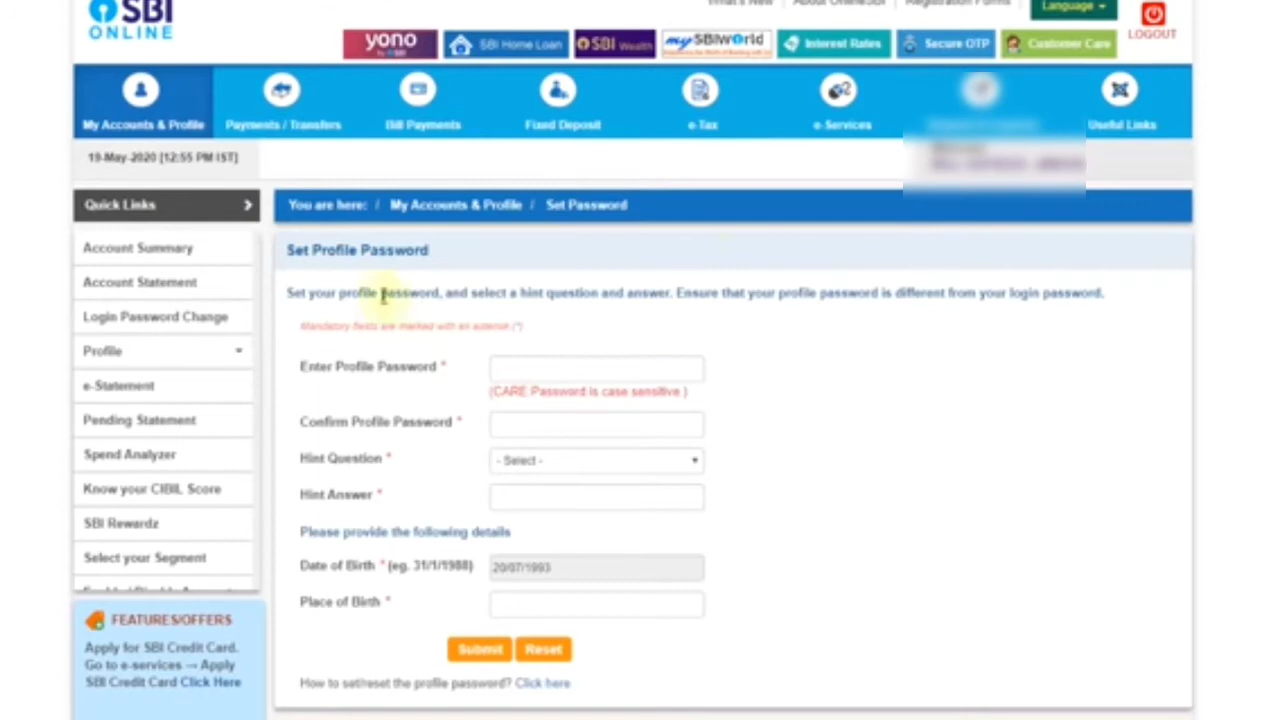 SBI
ONLINE
What's New About OnlineSBI Registration Forms
Language
LOGOUT
yono
SBI Home Loan
SBI Wealth
my SBIWorld
Interest Rates
Secure OTP
Customer Care
My Accounts & Profile
Payments / Transfers
Bill Payments
Fixed Deposit
e-Tax
e-Services
Useful Links
19-May-2020 [12:55 PM IST]
Quick Links
You are here: / My Accounts & Profile / Set Password
Account Summary
Account Statement
Login Password Change
Profile
e-Statement
Pending Statement
Spend Analyzer
Know your CIBIL Score
SBI Rewardz
Select your Segment
FEATURES/OFFERS
Apply for SBI Credit Card.
Go to e-services → Apply
SBI Credit Card Click Here
Set Profile Password
Set your profile password, and select a hint question and answer. Ensure that your profile password is different from your login password.
Mandatory fields are marked with an asterisk (*)
Enter Profile Password *
(CARE Password is case sensitive )
Confirm Profile Password *
Hint Question *
- Select -
Hint Answer *
Please provide the following details
Date of Birth * (eg. 31/1/1988)
20/07/1993
Place of Birth *
Submit
Reset
How to set/reset the profile password? Click here